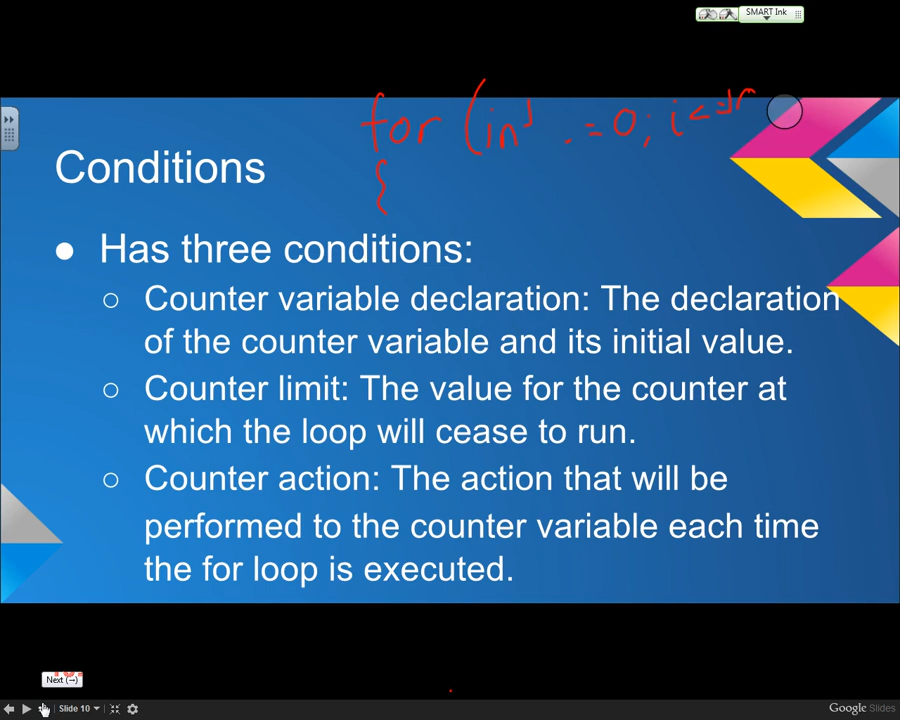 SMART Ink
for (in . = 0; i <
{
Conditions
● Has three conditions:
○ Counter variable declaration: The declaration
of the counter variable and its initial value.
○ Counter limit: The value for the counter at
which the loop will cease to run.
○ Counter action: The action that will be
performed to the counter variable each time
the for loop is executed.
Next (→)
Slide 10
Google Slides